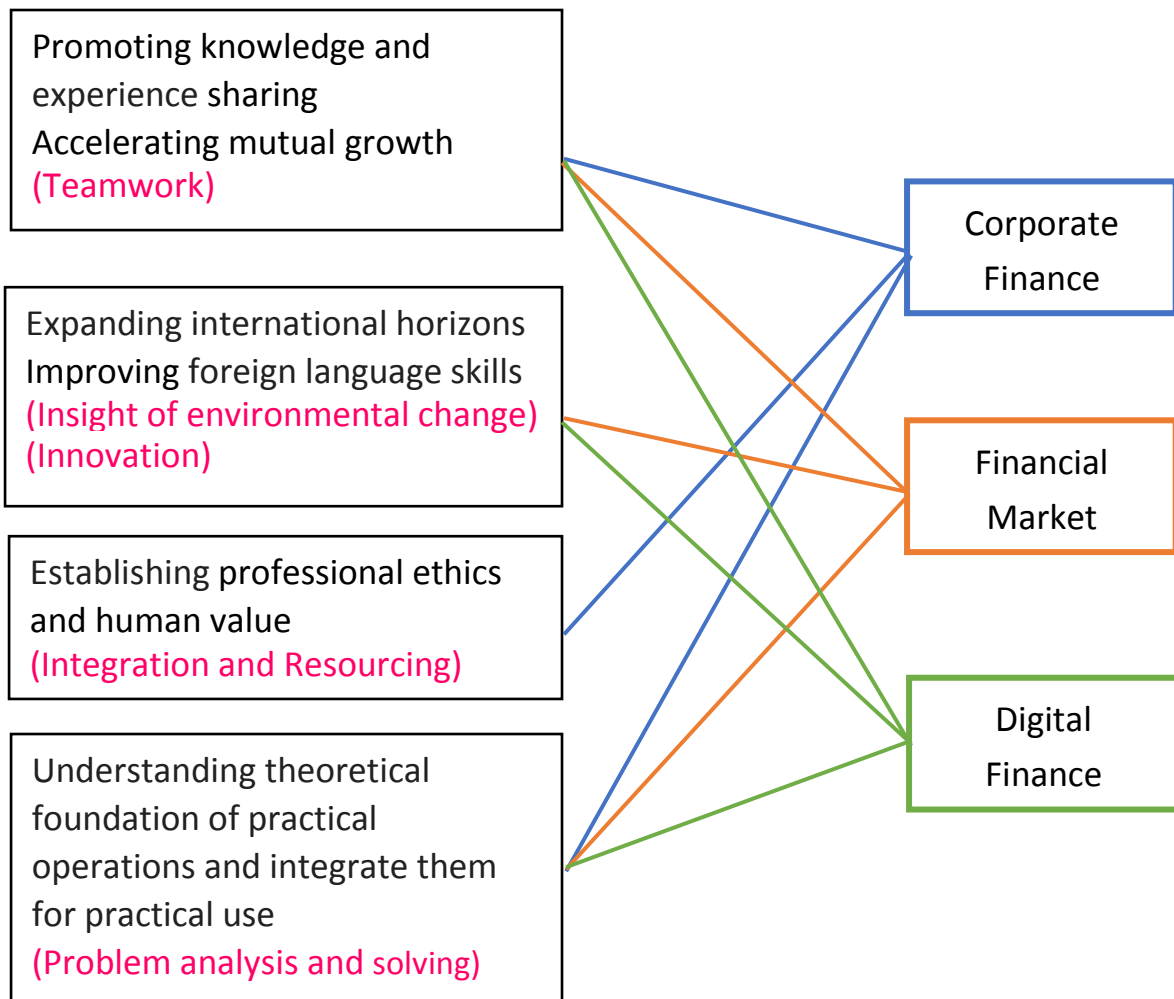 Promoting knowledge and
experience sharing
Accelerating mutual growth
(Teamwork)
Expanding international horizons
Improving foreign language skills
(Insight of environmental change)
(Innovation)
Establishing professional ethics
and human value
(Integration and Resourcing)
Understanding theoretical
foundation of practical
operations and integrate them
for practical use
(Problem analysis and solving)
Corporate
Finance
Financial
Market
Digital
Finance